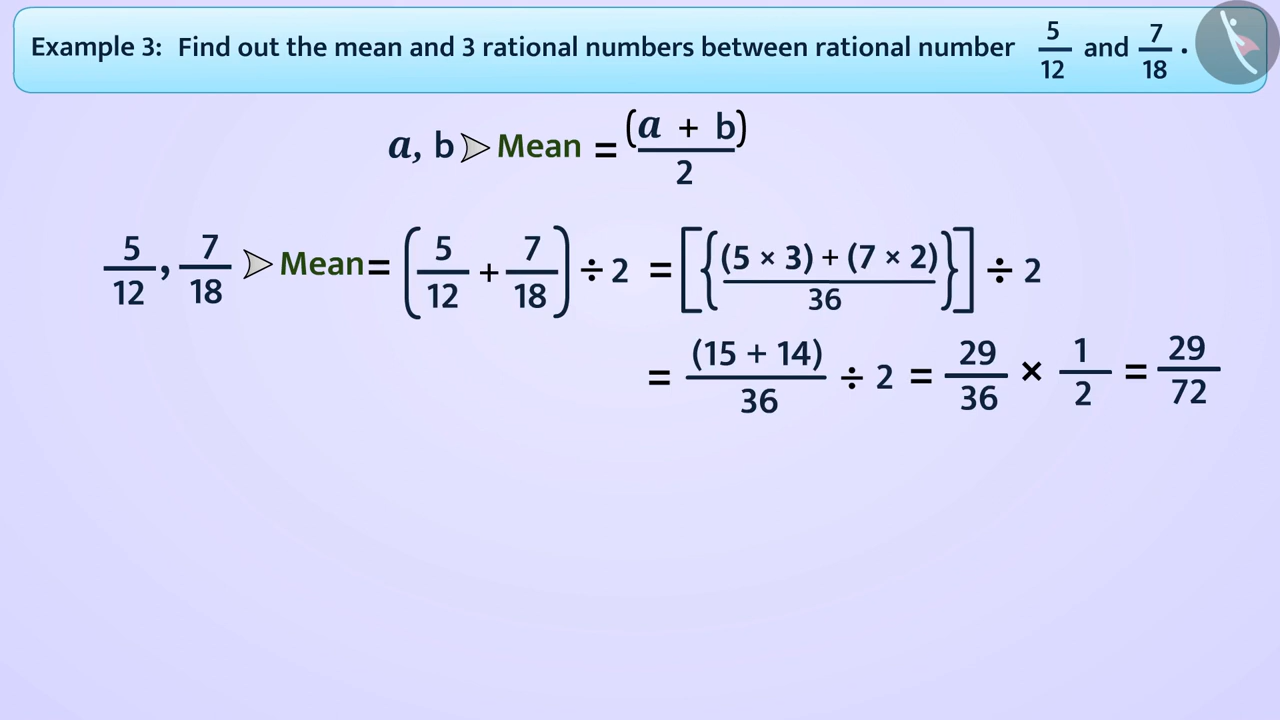 Example 3: Find out the mean and 3 rational numbers between rational number 5/12 and 7/18.
a, b ➢ Mean = (a + b)/2
5/12, 7/18 ➢ Mean = (5/12 + 7/18) ÷ 2 = [{(5 × 3) + (7 × 2)/36}] ÷ 2
= (15 + 14)/36 ÷ 2 = 29/36 × 1/2 = 29/72